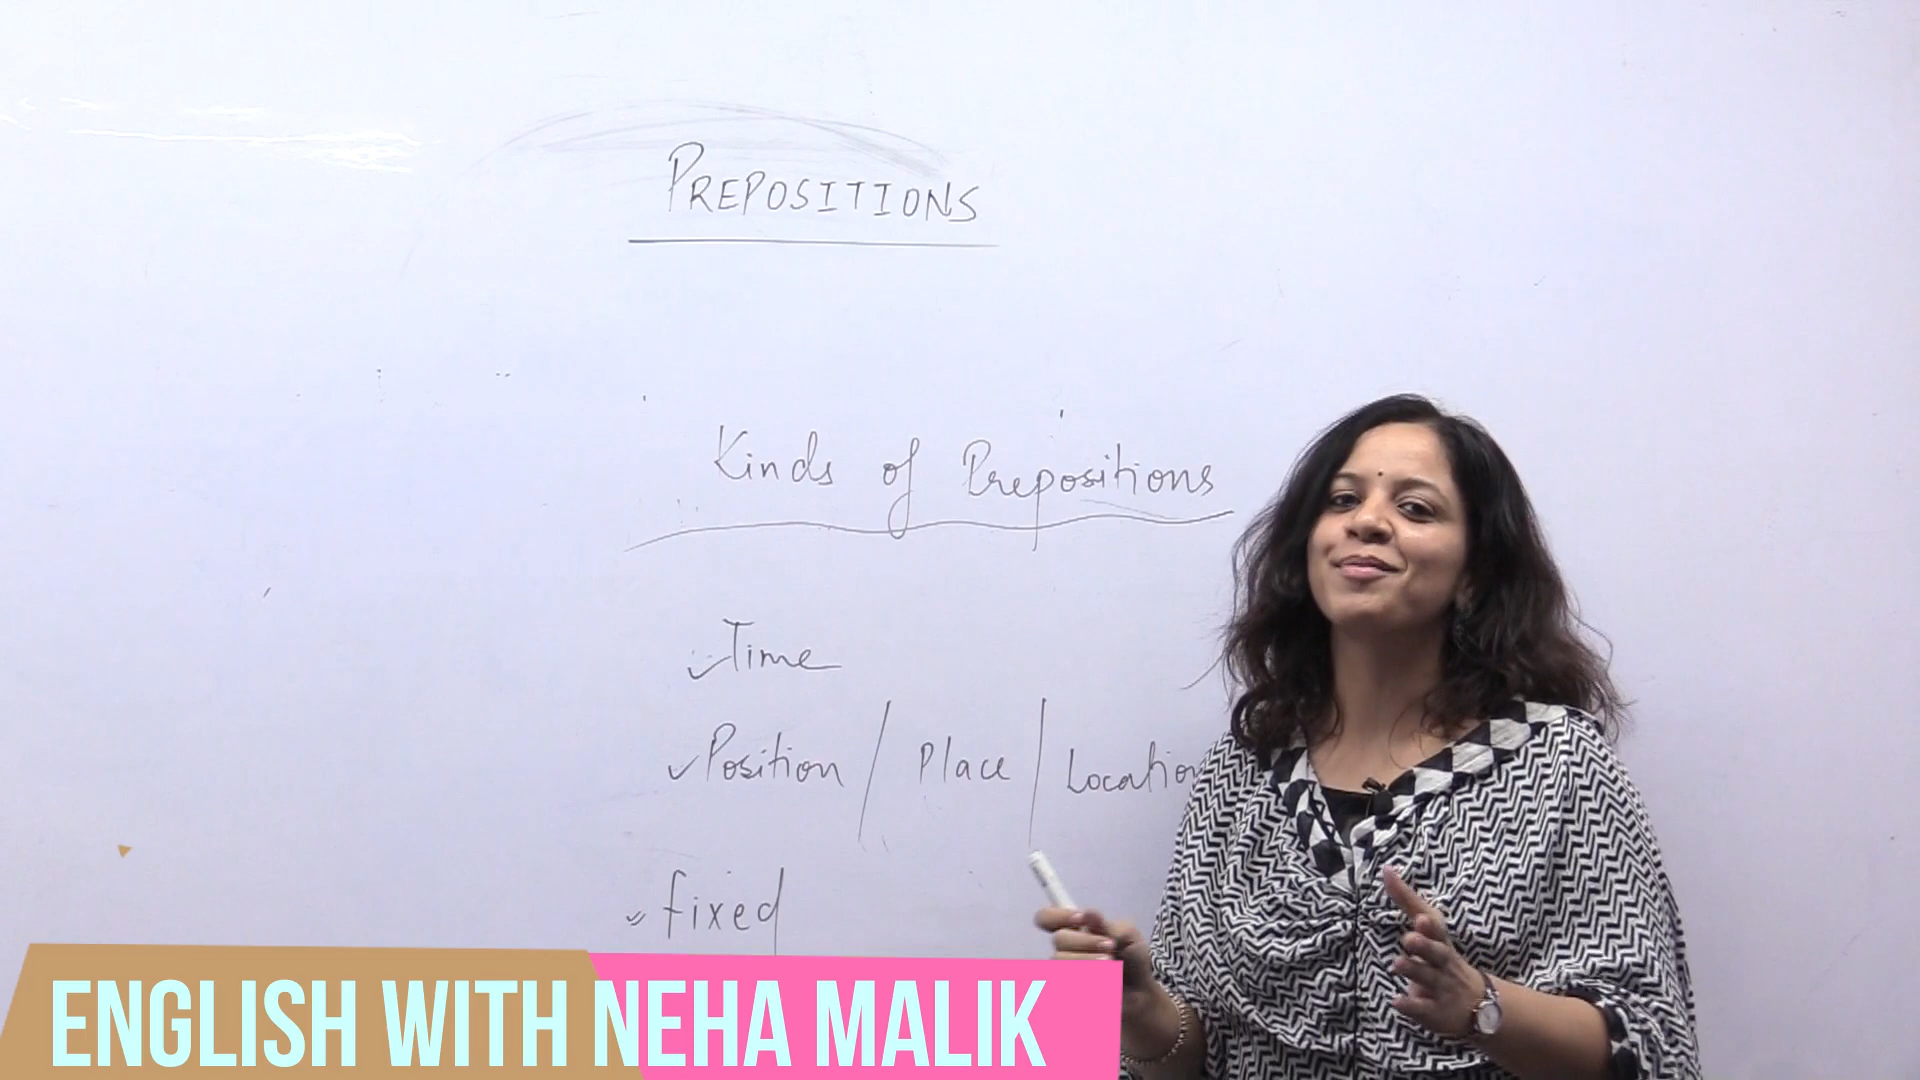 PREPOSITIONS
Kinds of Prepositions
Time
Position / Place / Location
fixed
ENGLISH WITH NEHA MALIK